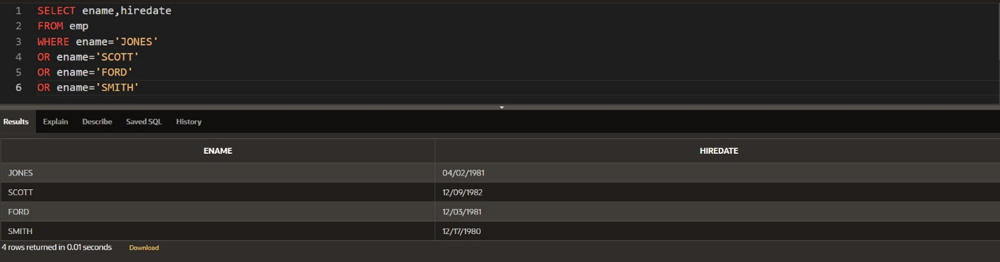 1 SELECT ename,hiredate
2 FROM emp
3 WHERE ename='JONES'
4 OR ename='SCOTT'
5 OR ename='FORD'
6 OR ename='SMITH'
Results Explain Describe Saved SQL History
ENAME HIREDATE
JONES 04/02/1981
SCOTT 12/09/1982
FORD 12/03/1981
SMITH 12/17/1980
4 rows returned in 0.01 seconds Download